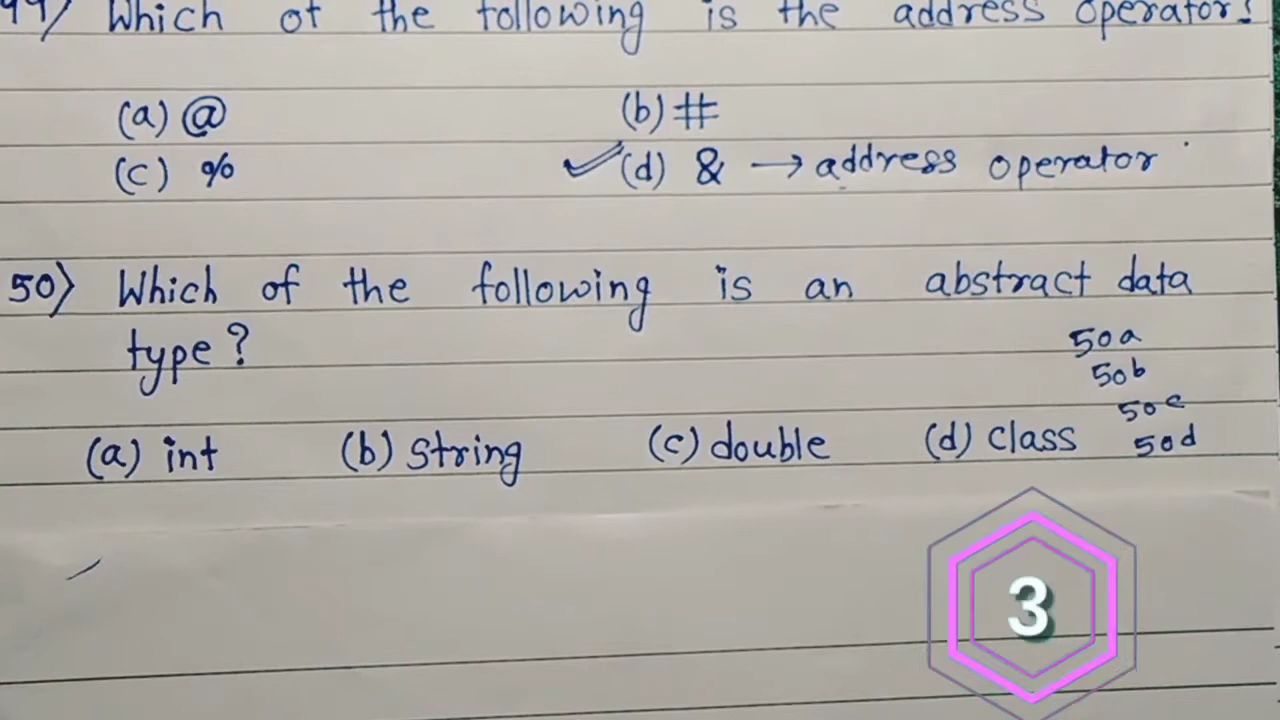 49) Which of the following is the address operator?
(a) @ (b) #
(c) % (d) & → address operator
50) Which of the following is an abstract data
type?
50a
50b
50c
50d
(a) int (b) String (c) double (d) Class
3